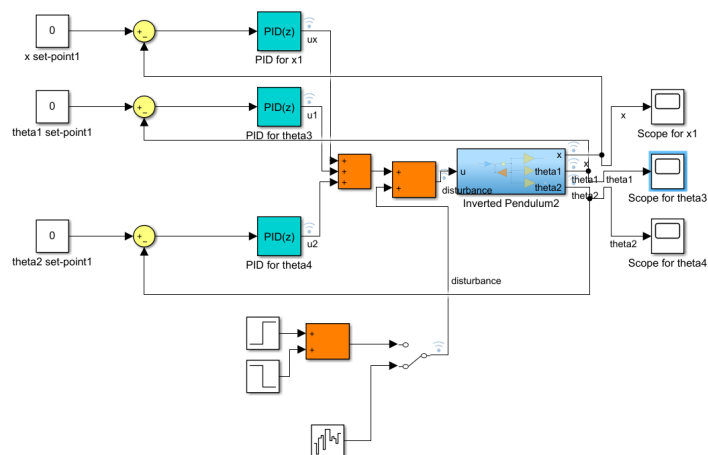 0
x set-point1
+
−
PID(z)
PID for x1
ux
0
theta1 set-point1
+
−
PID(z)
PID for theta3
u1
+
+
+
+
+
disturbance
u
x
theta1
theta2
Inverted Pendulum2
x
theta1
theta2
theta1
x
Scope for x1
Scope for theta3
theta2
Scope for theta4
0
theta2 set-point1
+
−
PID(z)
PID for theta4
u2
disturbance
+
+